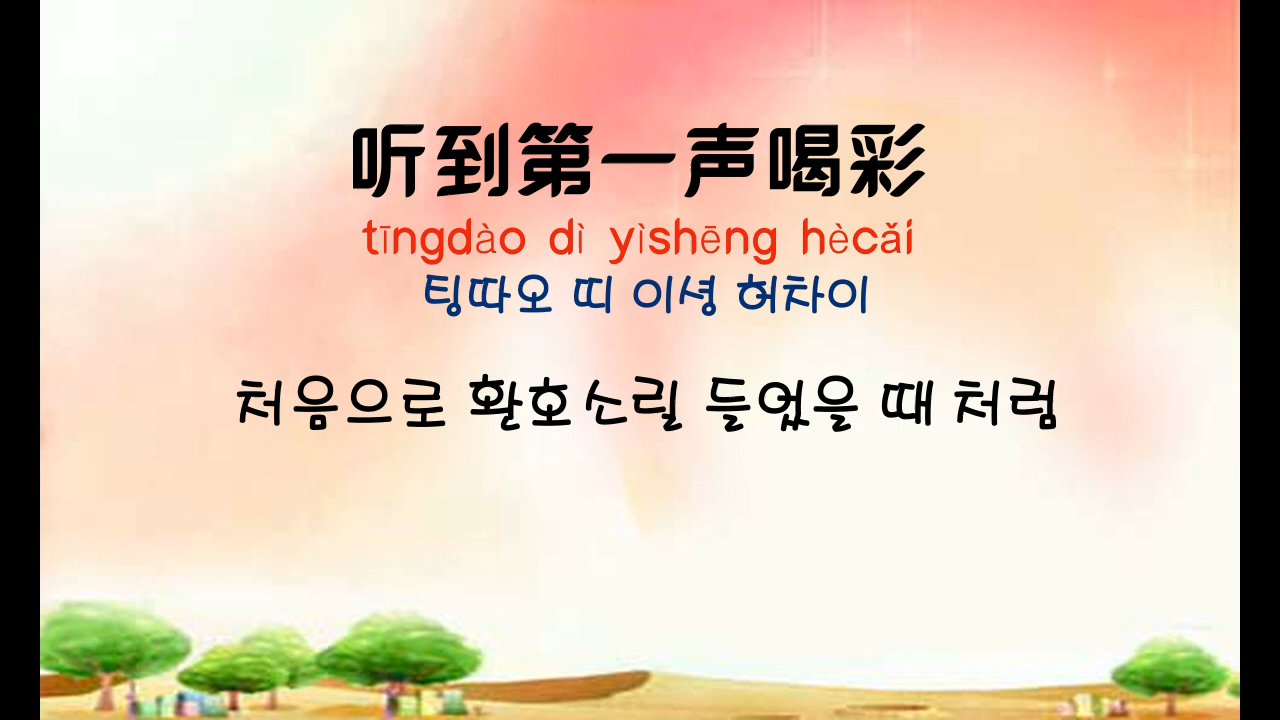 听到第一声喝彩
tīngdào dì yìshēng hècǎi
팅따오 띠 이셩 허차이
처음으로 환호소릴 들었을 때 처럼